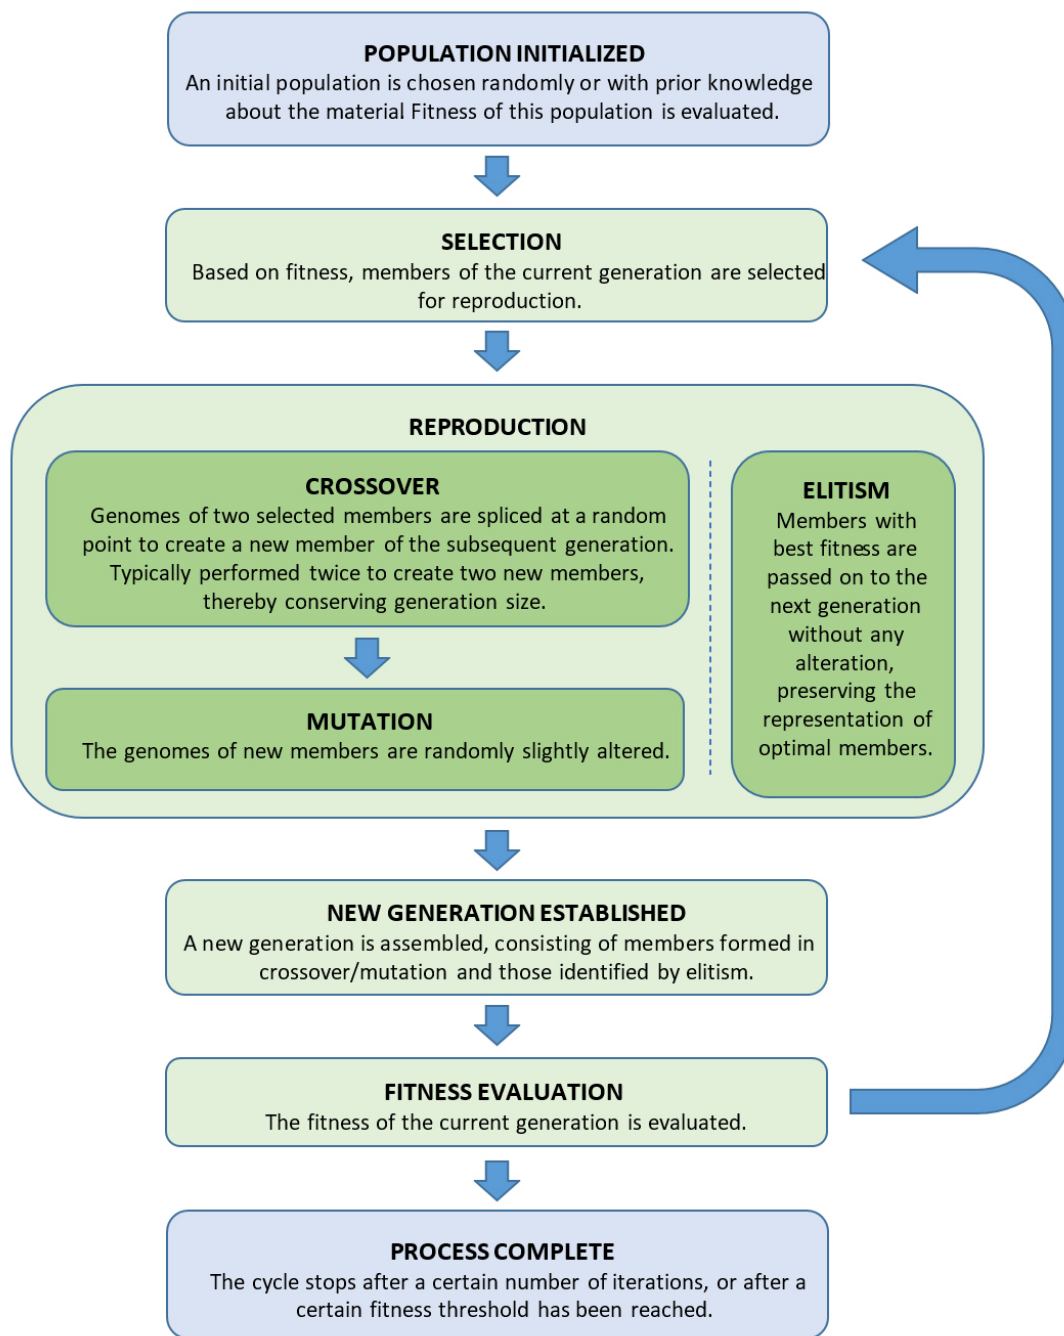 POPULATION INITIALIZED
An initial population is chosen randomly or with prior knowledge
about the material Fitness of this population is evaluated.
SELECTION
Based on fitness, members of the current generation are selected
for reproduction.
REPRODUCTION
CROSSOVER
Genomes of two selected members are spliced at a random
point to create a new member of the subsequent generation.
Typically performed twice to create two new members,
thereby conserving generation size.
MUTATION
The genomes of new members are randomly slightly altered.
ELITISM
Members with
best fitness are
passed on to the
next generation
without any
alteration,
preserving the
representation of
optimal members.
NEW GENERATION ESTABLISHED
A new generation is assembled, consisting of members formed in
crossover/mutation and those identified by elitism.
FITNESS EVALUATION
The fitness of the current generation is evaluated.
PROCESS COMPLETE
The cycle stops after a certain number of iterations, or after a
certain fitness threshold has been reached.